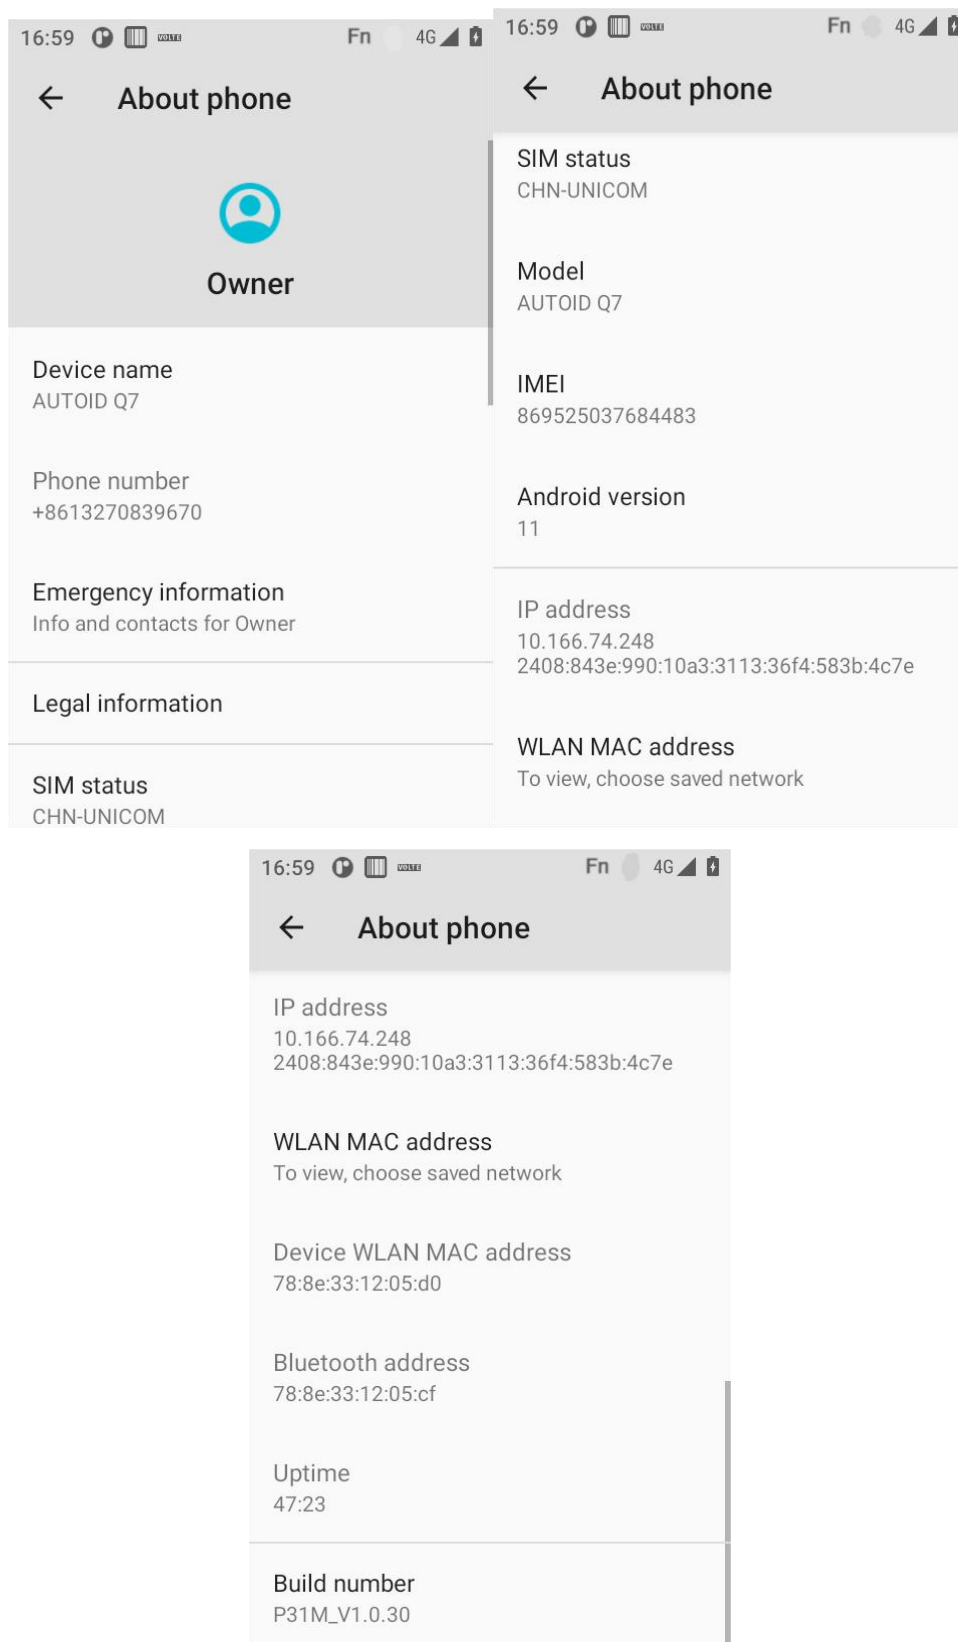 16:59 VOLTE Fn 4G
About phone
Owner
Device name
AUTOID Q7
Phone number
+8613270839670
Emergency information
Info and contacts for Owner
Legal information
SIM status
CHN-UNICOM
16:59 VOLTE Fn 4G
About phone
SIM status
CHN-UNICOM
Model
AUTOID Q7
IMEI
869525037684483
Android version
11
IP address
10.166.74.248
2408:843e:990:10a3:3113:36f4:583b:4c7e
WLAN MAC address
To view, choose saved network
16:59 VOLTE Fn 4G
About phone
IP address
10.166.74.248
2408:843e:990:10a3:3113:36f4:583b:4c7e
WLAN MAC address
To view, choose saved network
Device WLAN MAC address
78:8e:33:12:05:d0
Bluetooth address
78:8e:33:12:05:cf
Uptime
47:23
Build number
P31M_V1.0.30